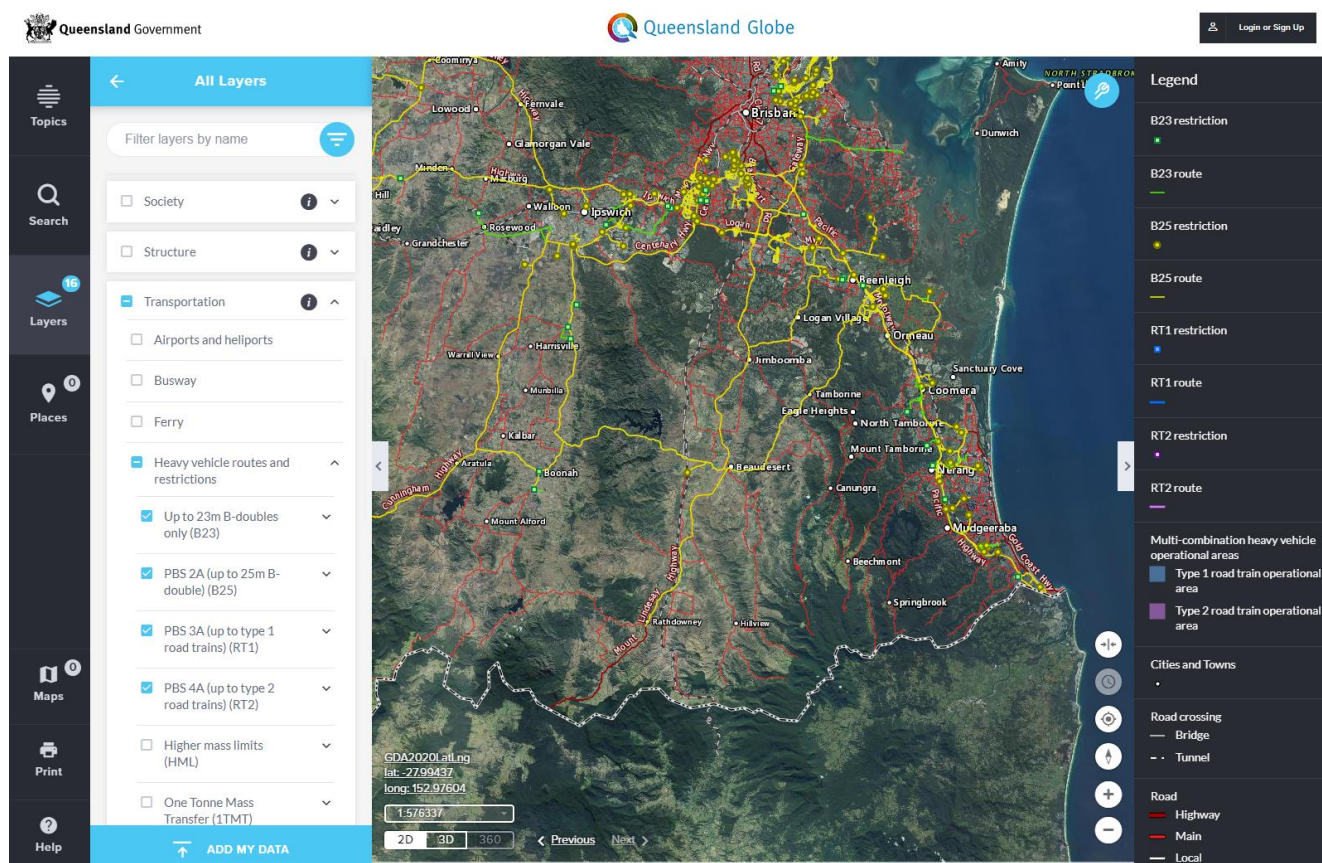 Queensland Government
Queensland Globe
Login or Sign Up
Topics
Search
16
Layers
0
Places
0
Maps
Print
Help
All Layers
Filter layers by name
Society
Structure
Transportation
Airports and heliports
Busway
Ferry
Heavy vehicle routes and
restrictions
Up to 23m B-doubles
only (B23)
PBS 2A (up to 25m B-
double) (B25)
PBS 3A (up to type 1
road trains) (RT1)
PBS 4A (up to type 2
road trains) (RT2)
Higher mass limits
(HML)
One Tonne Mass
Transfer (1TMT)
ADD MY DATA
Coominya
Amity
NORTH STRADBROK
Lowood
Fernvale
Brisban
Dunwich
Glamorgan Vale
Gateway
Minden
Highway
Marburg
Hill
Walloon
Ipswich
Rosewood
Logan
Pacific
Grandchester
Centenary Hwy
Beenleigh
Logan Village
Ormeau
Harrisville
Warrill View
Jimboomba
Sanctuary Cove
Munbilla
Coomera
Tamborine
Eagle Heights
North Tamborine
Kalbar
Mount Tamborine
Aratula
Boonah
Beaudesert
Nerang
Cunningham Highway
Canungra
Mount Alford
Pacific Highway
Mudgeeraba
Gold Coast Hwy
Beechmont
Springbrook
Mount Lindesay Highway
Rathdowney
Hillview
GDA2020LatLng
lat: -27.99437
long: 152.97604
1:576337
2D
3D
360
Previous
Next
Legend
B23 restriction
B23 route
B25 restriction
B25 route
RT1 restriction
RT1 route
RT2 restriction
RT2 route
Multi-combination heavy vehicle
operational areas
Type 1 road train operational
area
Type 2 road train operational
area
Cities and Towns
Road crossing
Bridge
Tunnel
Road
Highway
Main
Local